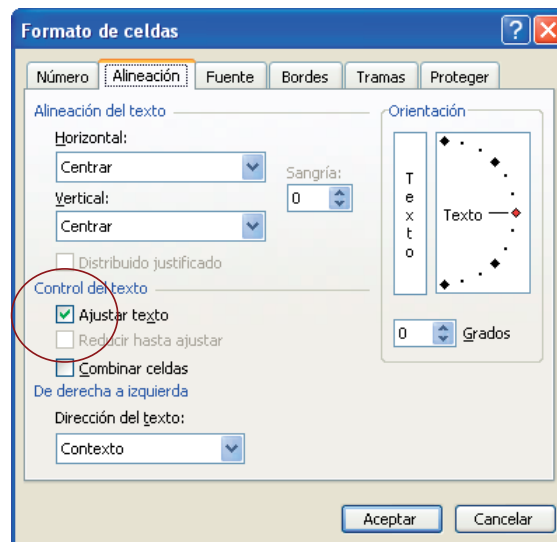 Formato de celdas
Número Alineación Fuente Bordes Tramas Proteger
Alineación del texto
Horizontal:
Centrar
Sangría:
0
Vertical:
Centrar
Distribuido justificado
Control del texto
Ajustar texto
Reducir hasta ajustar
Combinar celdas
De derecha a izquierda
Dirección del texto:
Contexto
Orientación
T
e
x
t
o
Texto
0 Grados
Aceptar Cancelar